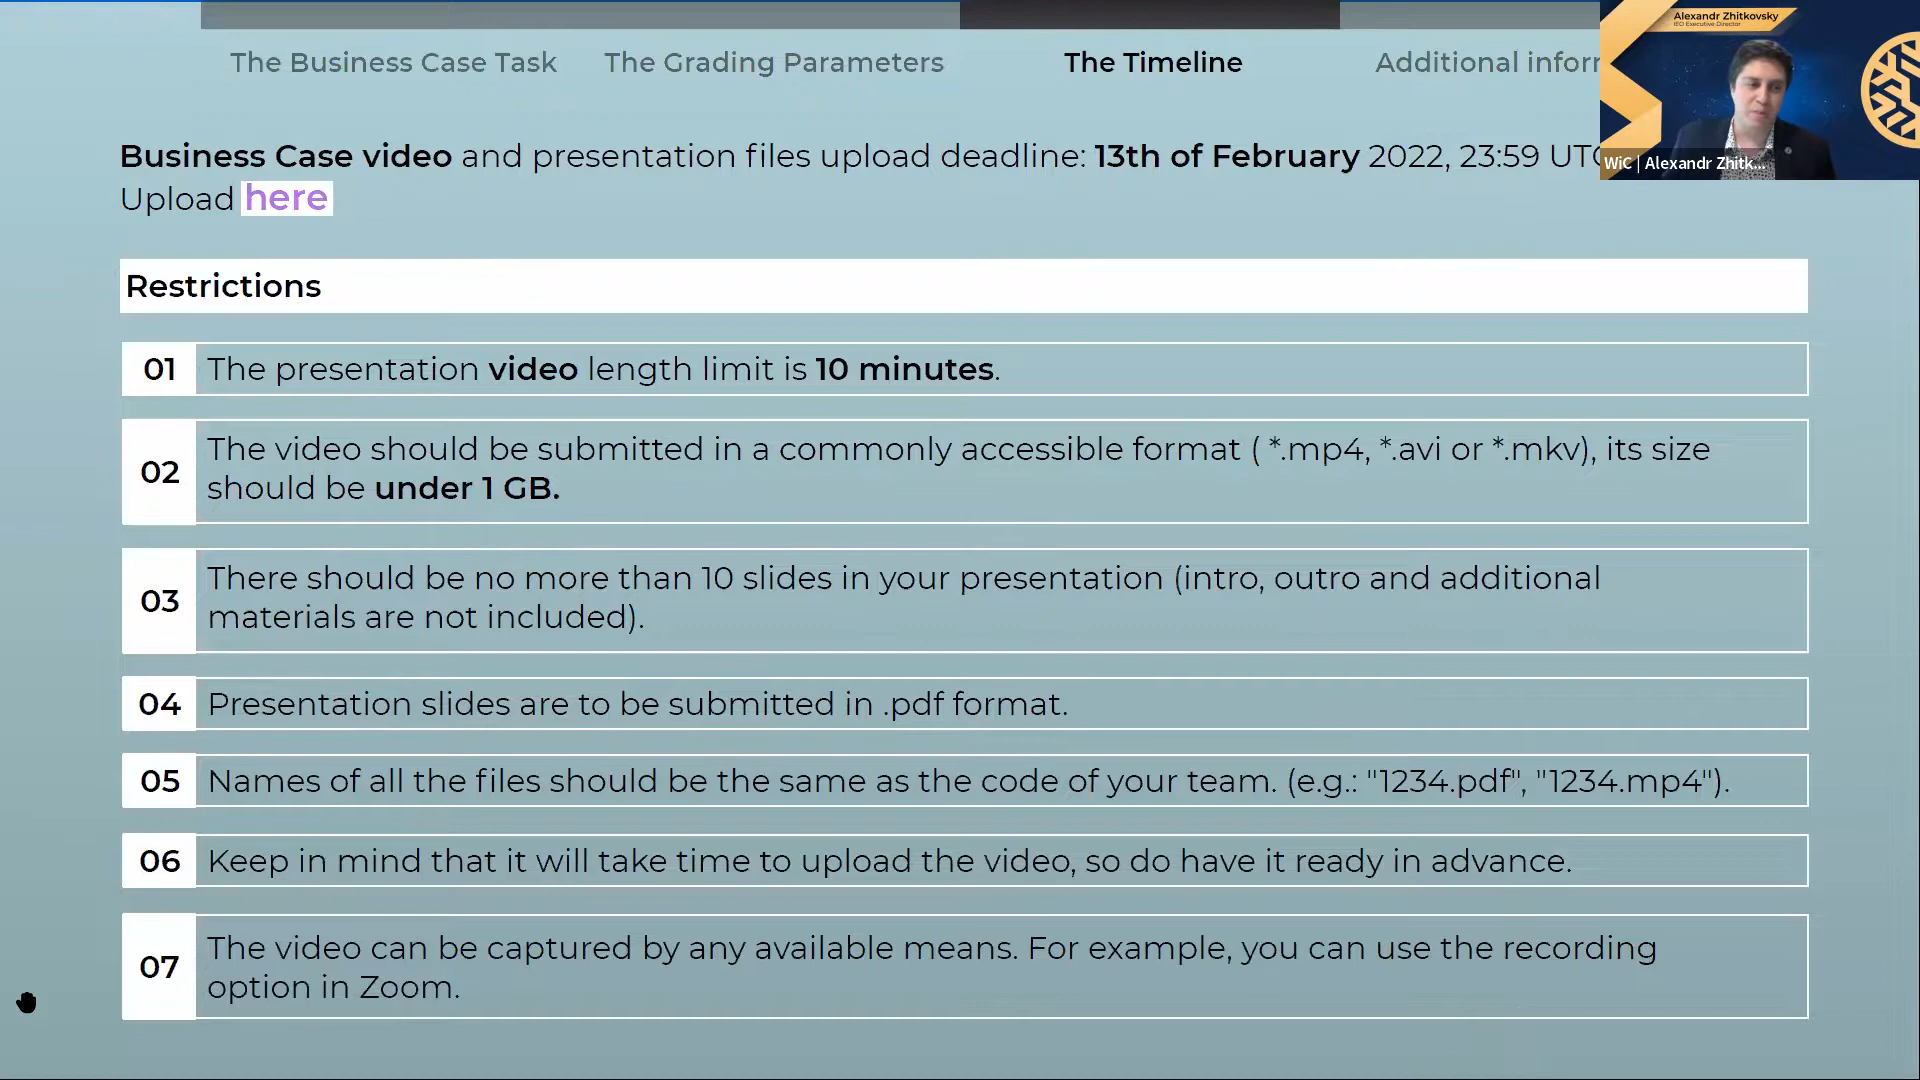 The Business Case Task The Grading Parameters The Timeline Additional infor
Alexandr Zhitkovsky
IEO Executive Director
WiC | Alexandr Zhitk...
Business Case video and presentation files upload deadline: 13th of February 2022, 23:59 UTC
Upload here
Restrictions
01 The presentation video length limit is 10 minutes.
02 The video should be submitted in a commonly accessible format ( *.mp4, *.avi or *.mkv), its size
should be under 1 GB.
03 There should be no more than 10 slides in your presentation (intro, outro and additional
materials are not included).
04 Presentation slides are to be submitted in .pdf format.
05 Names of all the files should be the same as the code of your team. (e.g.: "1234.pdf", "1234.mp4").
06 Keep in mind that it will take time to upload the video, so do have it ready in advance.
07 The video can be captured by any available means. For example, you can use the recording
option in Zoom.